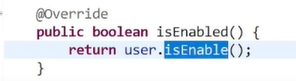 @Override
public boolean isEnabled() {
    return user.isEnable();
}